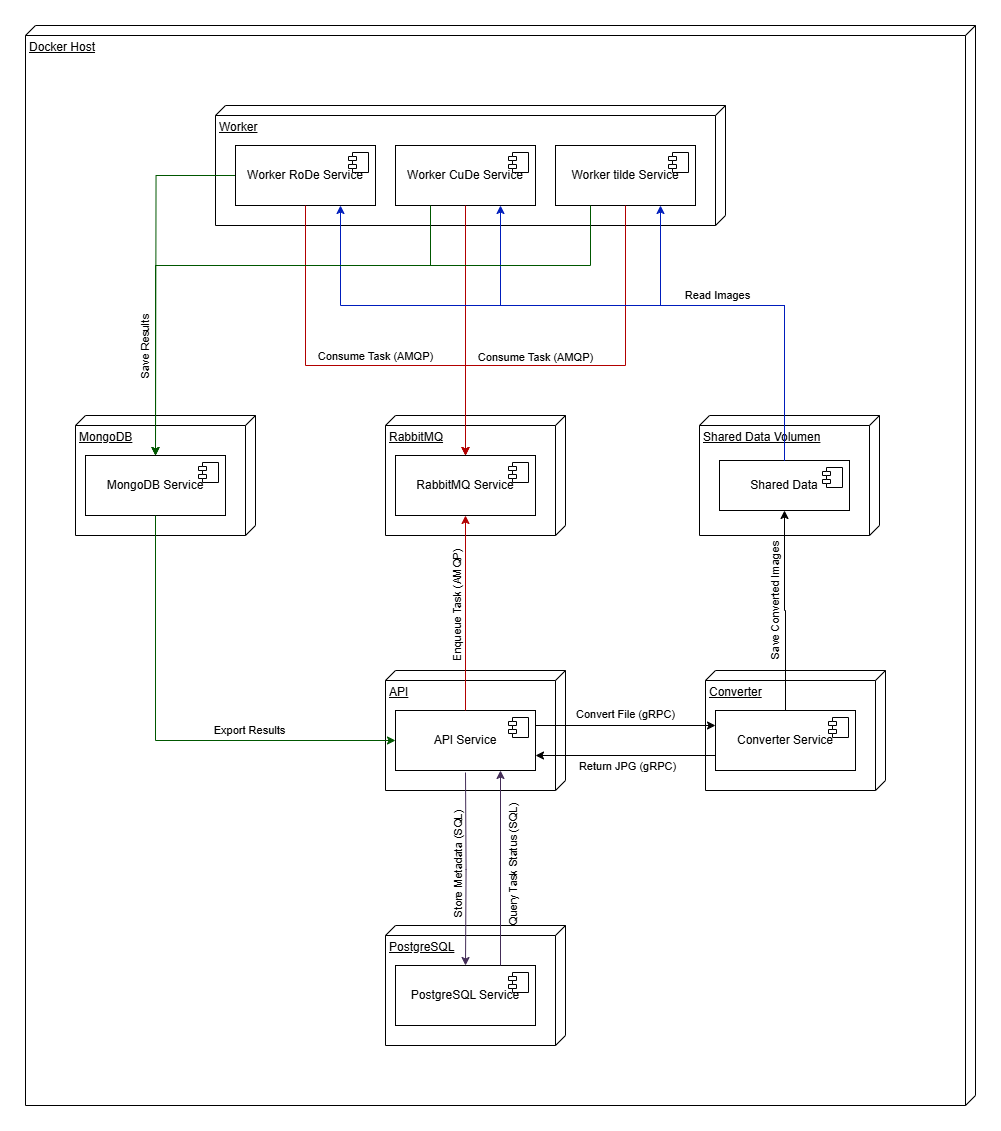 Docker Host
Worker
Worker RoDe Service
Worker CuDe Service
Worker tilde Service
Read Images
Save Results
Consume Task (AMQP)
Consume Task (AMQP)
MongoDB
RabbitMQ
Shared Data Volumen
MongoDB Service
RabbitMQ Service
Shared Data
Enqueue Task (AMQP)
Save Converted Images
API
Converter
Convert File (gRPC)
Export Results
API Service
Converter Service
Return JPG (gRPC)
Store Metadata (SQL)
Query Task Status (SQL)
PostgreSQL
PostgreSQL Service